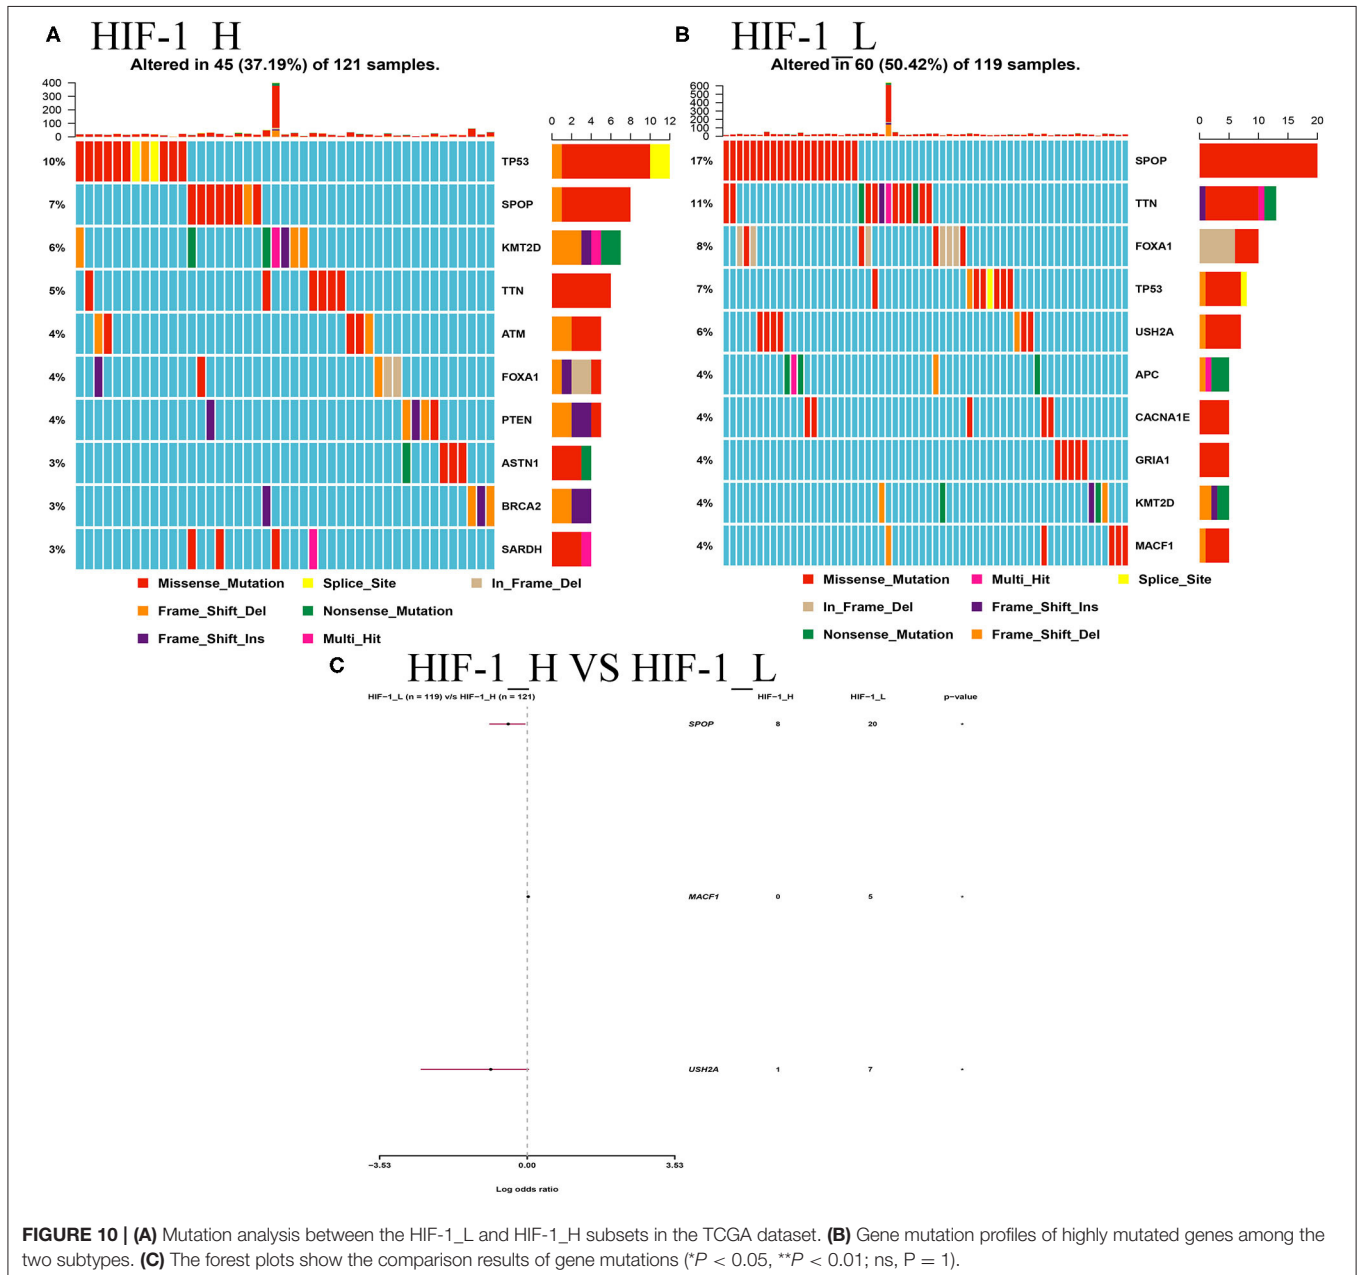 A HIF-1_H
Altered in 45 (37.19%) of 121 samples.
400
300
200
100
0
0 2 4 6 8 10 12
10% TP53
7% SPOP
6% KMT2D
5% TTN
4% ATM
4% FOXA1
4% PTEN
3% ASTN1
3% BRCA2
3% SARDH
Missense_Mutation Splice_Site In_Frame_Del
Frame_Shift_Del Nonsense_Mutation
Frame_Shift_Ins Multi_Hit
B HIF-1_L
Altered in 60 (50.42%) of 119 samples.
600
500
400
300
200
100
0
0 5 10 15 20
17% SPOP
11% TTN
8% FOXA1
7% TP53
6% USH2A
4% APC
4% CACNA1E
4% GRIA1
4% KMT2D
4% MACF1
Missense_Mutation Multi_Hit Splice_Site
In_Frame_Del Frame_Shift_Ins
Nonsense_Mutation Frame_Shift_Del
C HIF-1_H VS HIF-1_L
HIF−1_L (n = 119) v/s HIF−1_H (n = 121) HIF−1_H HIF−1_L p−value
SPOP 8 20 *
MACF1 0 5 *
USH2A 1 7 *
−3.53 0.00 3.53
Log odds ratio
FIGURE 10 | (A) Mutation analysis between the HIF-1_L and HIF-1_H subsets in the TCGA dataset. (B) Gene mutation profiles of highly mutated genes among the
two subtypes. (C) The forest plots show the comparison results of gene mutations (*P < 0.05, **P < 0.01; ns, P = 1).